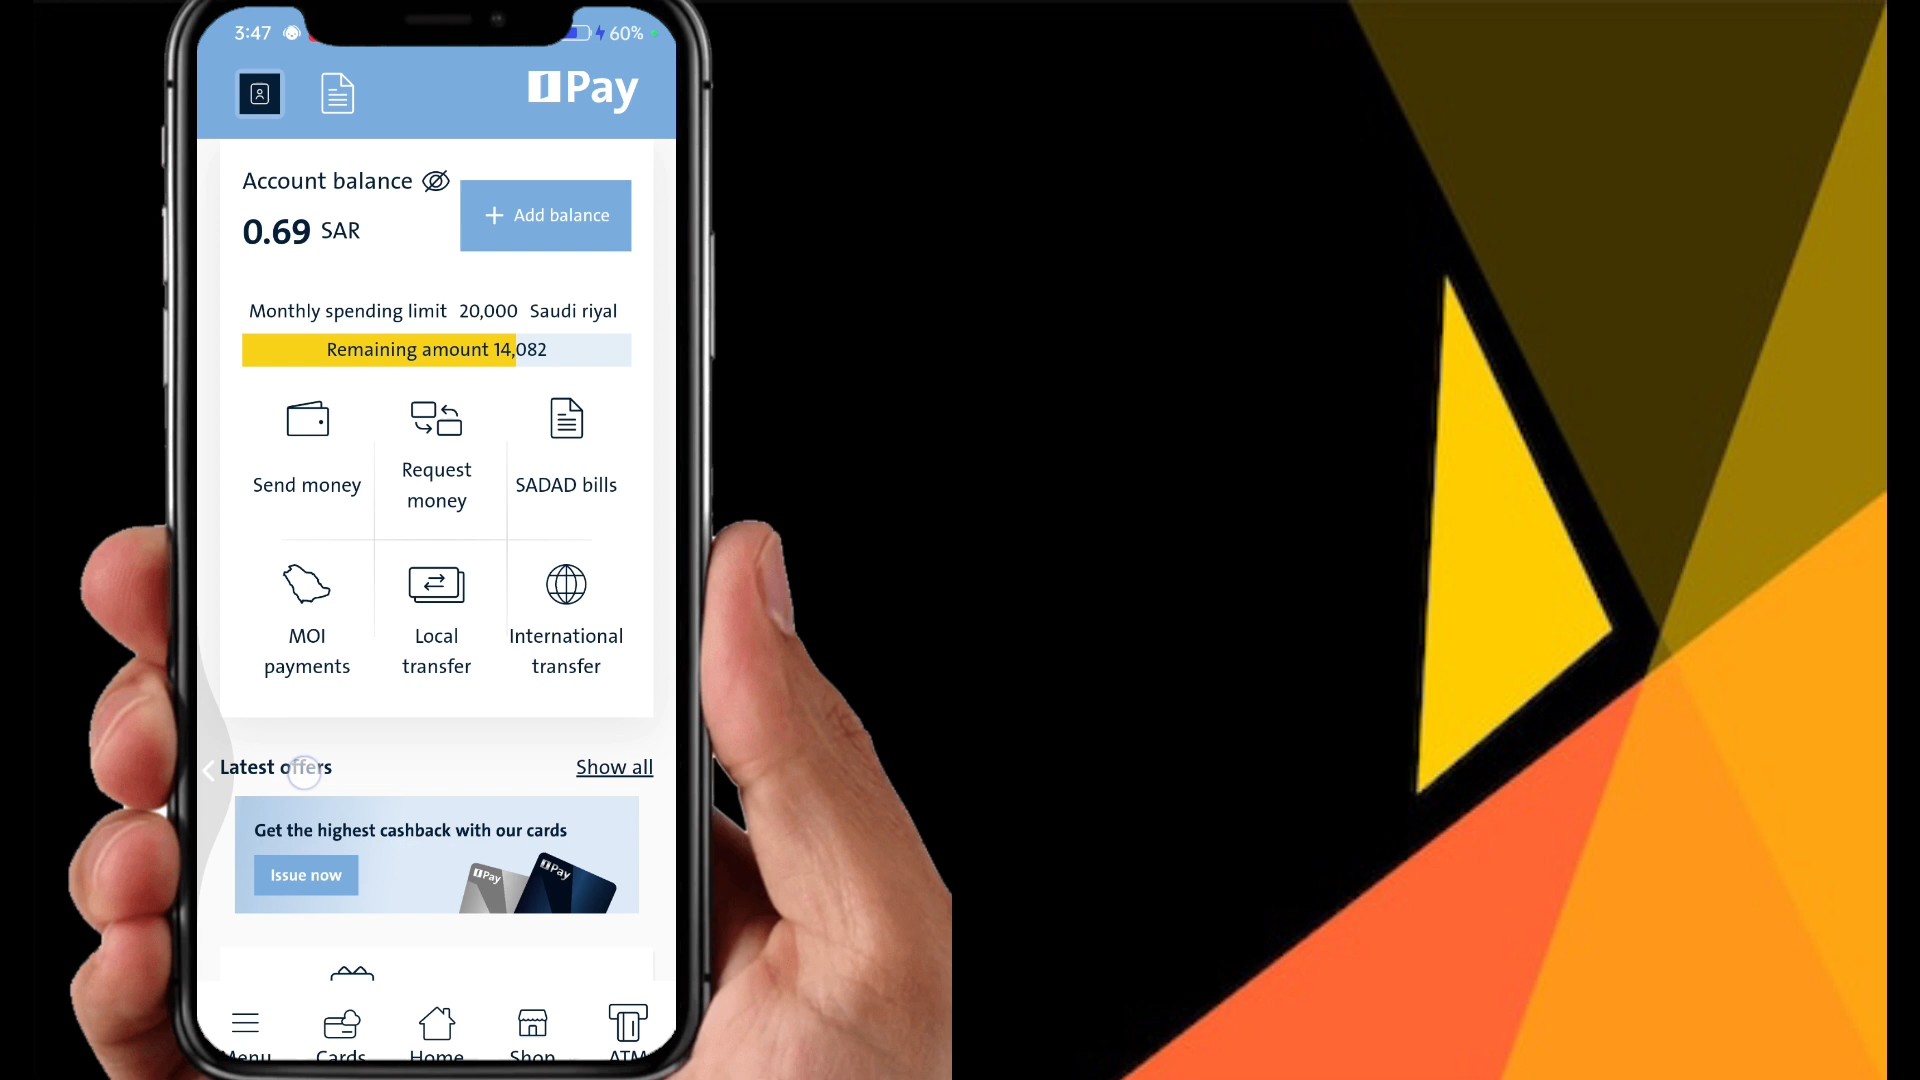 3:47
60%
Pay
Account balance
0.69 SAR
+ Add balance
Monthly spending limit 20,000 Saudi riyal
Remaining amount 14,082
Send money
Request
money
SADAD bills
MOI
payments
Local
transfer
International
transfer
Latest offers
Show all
Get the highest cashback with our cards
Issue now
Pay
Pay
Menu
Cards
Home
Shop
ATM